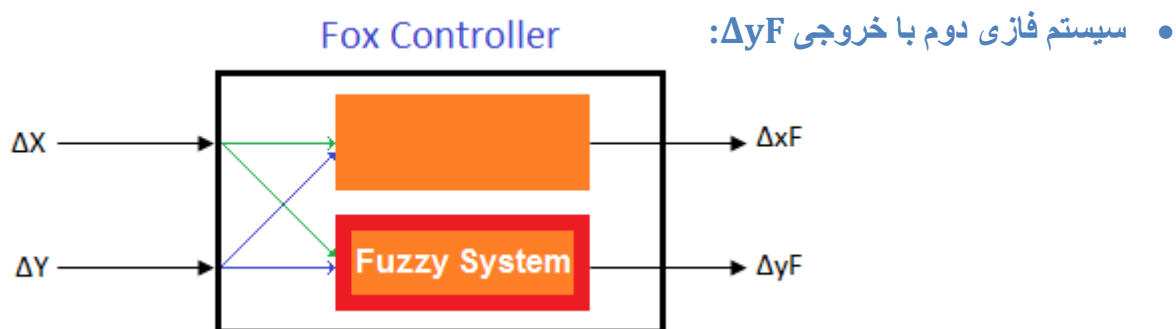 • سیستم فازی دوم با خروجی ΔyF:
Fox Controller
ΔX
ΔxF
ΔY
Fuzzy System
ΔyF